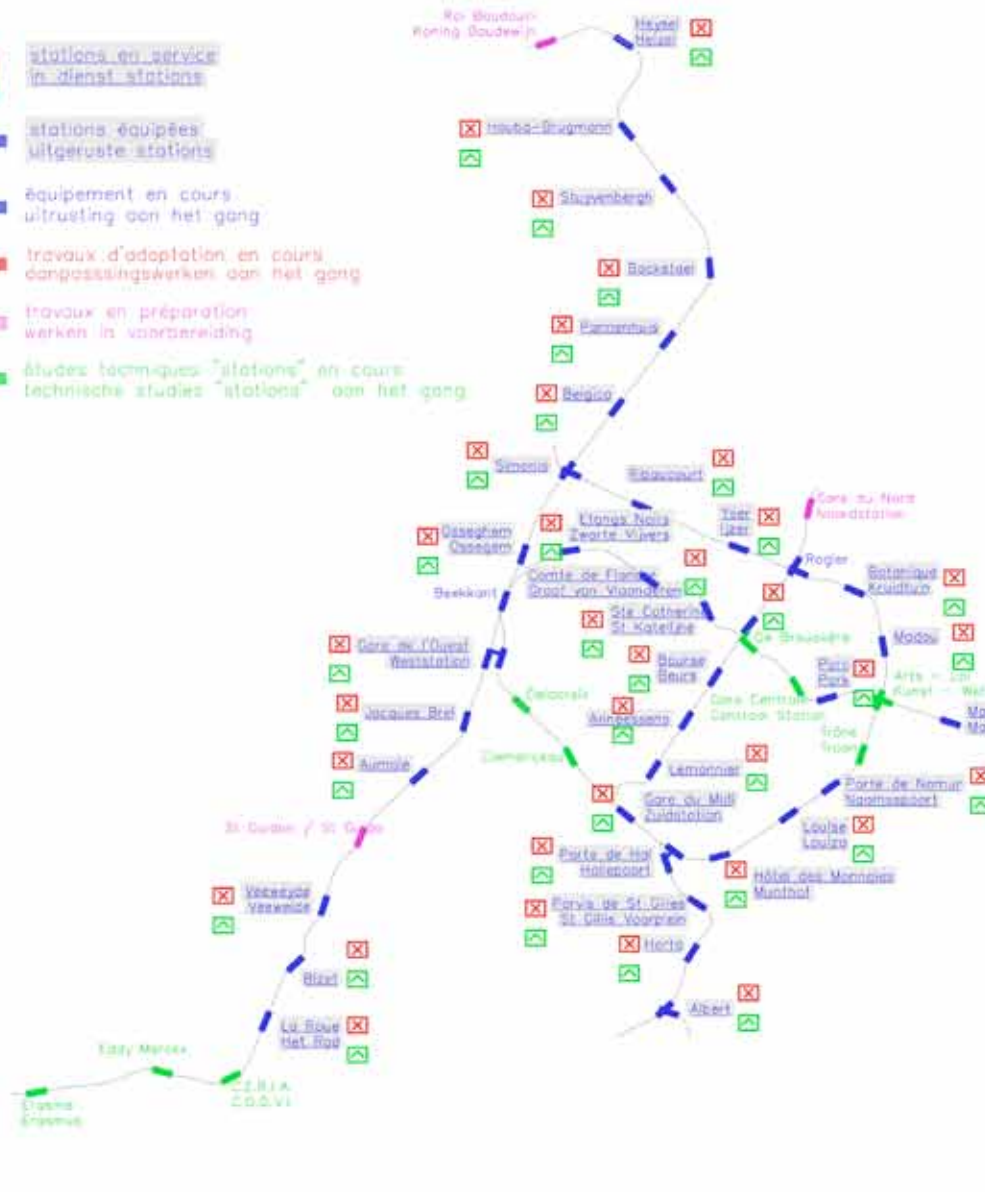 Roi Baudouin
Koning Boudewijn
Heysel
Heizel
stations en service
in dienst stations
stations équipées
uitgeruste stations
Houba-Brugmann
équipement en cours
uitrusting aan het gang
Stuyvenbergh
travaux d'adaptation en cours
aanpasssingswerken aan het gang
Bockstael
travaux en préparation
werken in voorbereiding
Pannenhuis
études techniques "stations" en cours
technische studies "stations" aan het gang
Belgica
Simonis
Ribaucourt
Gare du Nord
Noordstation
Yser
Ijzer
Etangs Noirs
Zwarte Vijvers
Osseghem
Ossegem
Rogier
Botanique
Kruidtuin
Comte de Flandre
Graaf van Vlaanderen
Beekkant
Ste Catherine
St Katelijne
De Brouckère
Madou
Gare de l'Ouest
Weststation
Bourse
Beurs
Parc
Park
Arts - Loi
Kunst - Wet
Delacroix
Gare Centrale
Centraal Station
Jacques Brel
Anneessens
Trône
Troon
Clemenceau
Aumale
Lemonnier
Porte de Namur
Naamsepoort
Gare du Midi
Zuidstation
St Guidon / St Guido
Louise
Louiza
Porte de Hal
Hallepoort
Hôtel des Monnaies
Munthof
Veeweyde
Veeweide
Parvis de St Gilles
St Gillis Voorplein
Horta
Bizet
Albert
La Roue
Het Rad
Eddy Merckx
C.E.R.I.A.
C.O.O.V.I.
Erasme
Erasmus